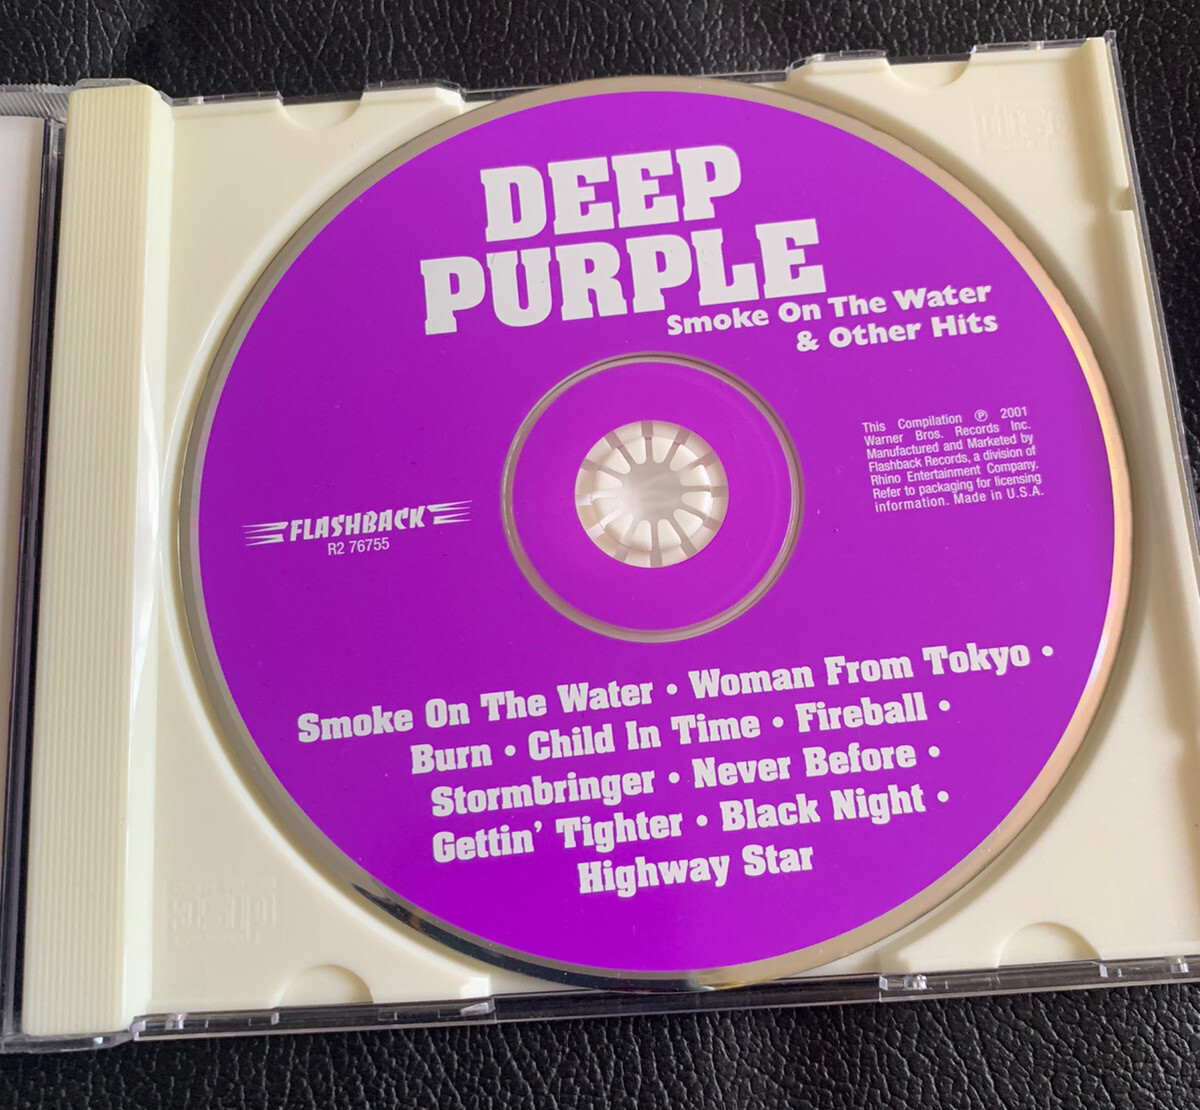 DEEP
PURPLE
Smoke On The Water
& Other Hits
This Compilation ℗ 2001
Warner Bros. Records Inc.
Manufactured and Marketed by
Flashback Records, a division of
Rhino Entertainment Company.
Refer to packaging for licensing
information. Made in U.S.A.
FLASHBACK
R2 76755
Smoke On The Water • Woman From Tokyo •
Burn • Child In Time • Fireball •
Stormbringer • Never Before •
Gettin' Tighter • Black Night •
Highway Star